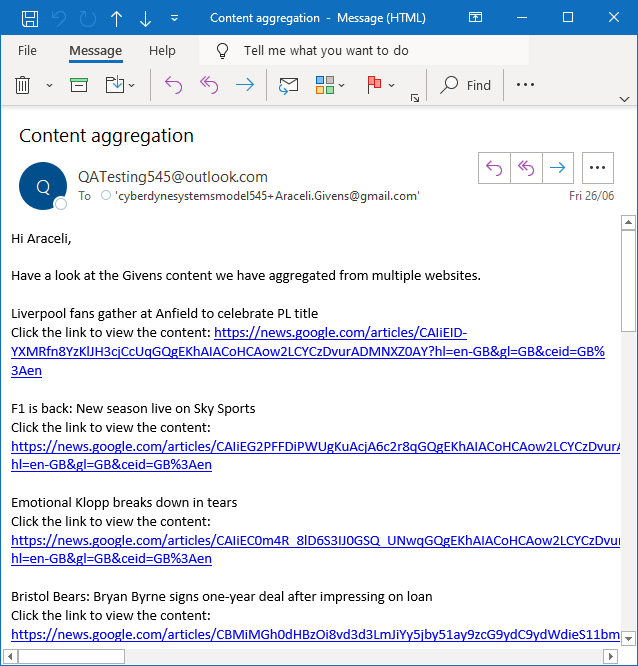 Content aggregation - Message (HTML)
File Message Help Tell me what you want to do
Find
Content aggregation
Q
QATesting545@outlook.com
To 'cyberdynesystemsmodel545+Araceli.Givens@gmail.com'
Fri 26/06
Hi Araceli,
Have a look at the Givens content we have aggregated from multiple websites.
Liverpool fans gather at Anfield to celebrate PL title
Click the link to view the content: https://news.google.com/articles/CAIiEID-
YXMRfn8YzKlJH3cjCcUqGQgEKhAIACoHCAow2LCYCzDvurADMNXZ0AY?hl=en-GB&gl=GB&ceid=GB%
3Aen
F1 is back: New season live on Sky Sports
Click the link to view the content:
https://news.google.com/articles/CAIiEG2PFFDiPWUgKuAcjA6c2r8qGQgEKhAIACoHCAow2LCYCzDvurA
hl=en-GB&gl=GB&ceid=GB%3Aen
Emotional Klopp breaks down in tears
Click the link to view the content:
https://news.google.com/articles/CAIiEC0m4R_8lD6S3IJ0GSQ_UNwqGQgEKhAIACoHCAow2LCYCzDvur
hl=en-GB&gl=GB&ceid=GB%3Aen
Bristol Bears: Bryan Byrne signs one-year deal after impressing on loan
Click the link to view the content:
https://news.google.com/articles/CBMiMGh0dHBzOi8vd3d3LmJiYy5jby51ay9zcG9ydC9ydWdieS11bm